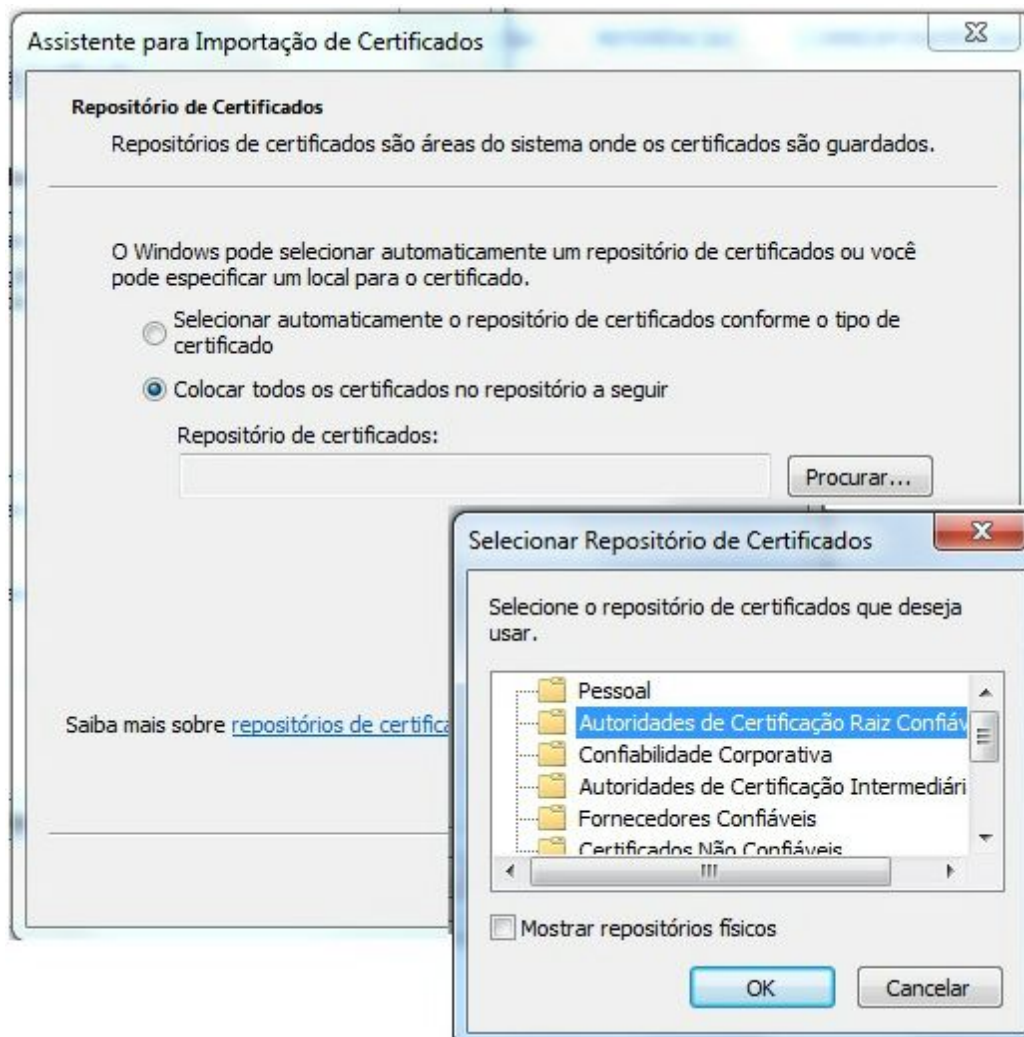 Assistente para Importação de Certificados
Repositório de Certificados
Repositórios de certificados são áreas do sistema onde os certificados são guardados.
O Windows pode selecionar automaticamente um repositório de certificados ou você
pode especificar um local para o certificado.
Selecionar automaticamente o repositório de certificados conforme o tipo de
certificado
Colocar todos os certificados no repositório a seguir
Repositório de certificados:
Procurar...
Selecionar Repositório de Certificados
Selecione o repositório de certificados que deseja
usar.
Pessoal
Autoridades de Certificação Raiz Confiáv
Confiabilidade Corporativa
Autoridades de Certificação Intermediári
Fornecedores Confiáveis
Certificados Não Confiáveis
Saiba mais sobre repositórios de certifica
Mostrar repositórios físicos
OK
Cancelar